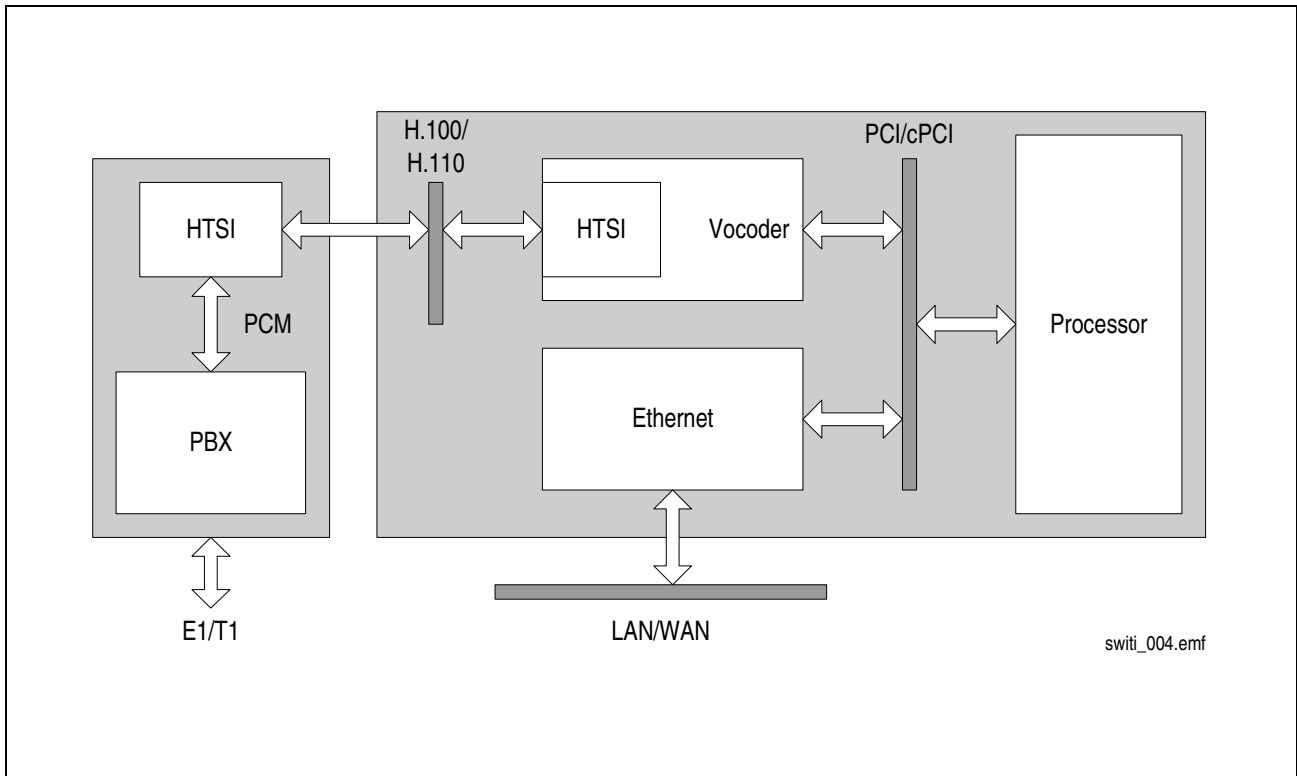 H.100/
H.110
PCI/cPCI
HTSI
HTSI
Vocoder
PCM
Processor
PBX
Ethernet
E1/T1
LAN/WAN
switi_004.emf